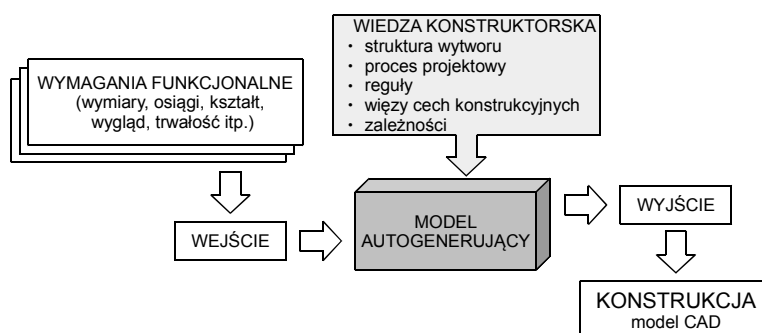 WYMAGANIA FUNKCJONALNE
(wymiary, osiągi, kształt,
wygląd, trwałość itp.)
WIEDZA KONSTRUKTORSKA
· struktura wytworu
· proces projektowy
· reguły
· więzy cech konstrukcyjnych
· zależności
WEJŚCIE
MODEL
AUTOGENERUJĄCY
WYJŚCIE
KONSTRUKCJA
model CAD